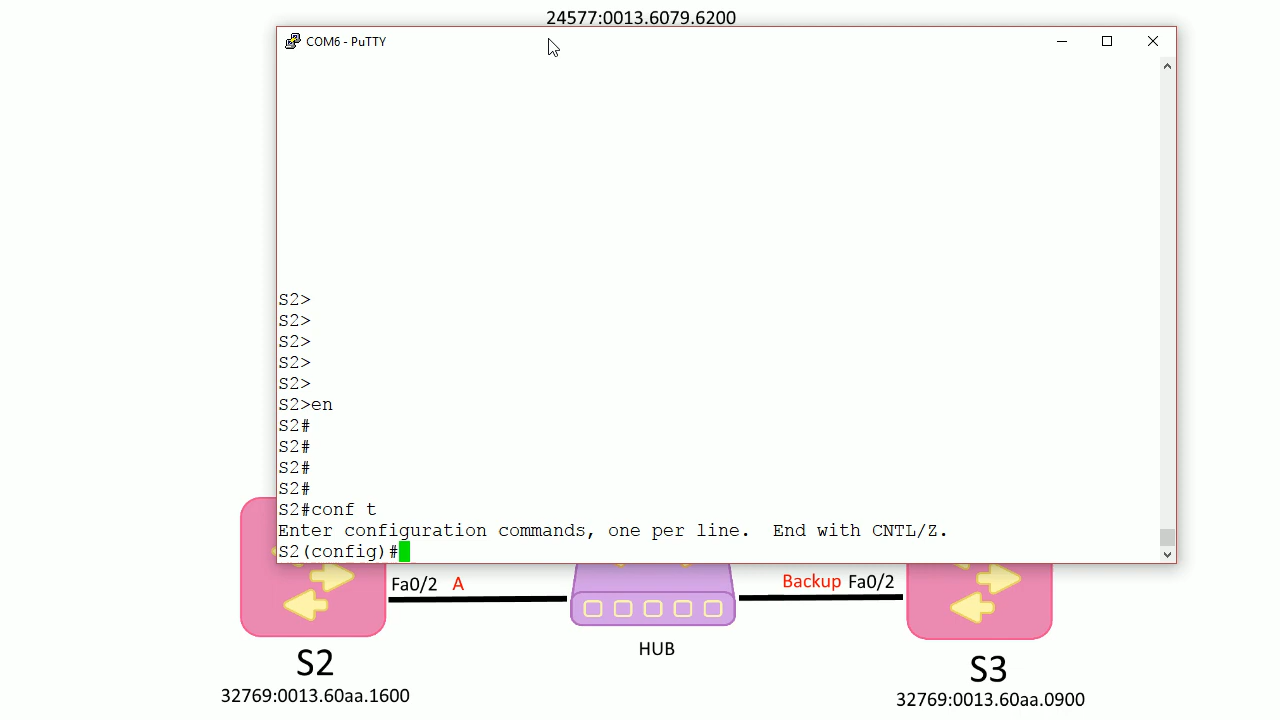 24577:0013.6079.6200
COM6 - PuTTY
S2>
S2>
S2>
S2>
S2>
S2>en
S2#
S2#
S2#
S2#
S2#conf t
Enter configuration commands, one per line.  End with CNTL/Z.
S2(config)#
Fa0/2 A
Backup Fa0/2
HUB
S2
S3
32769:0013.60aa.1600
32769:0013.60aa.0900